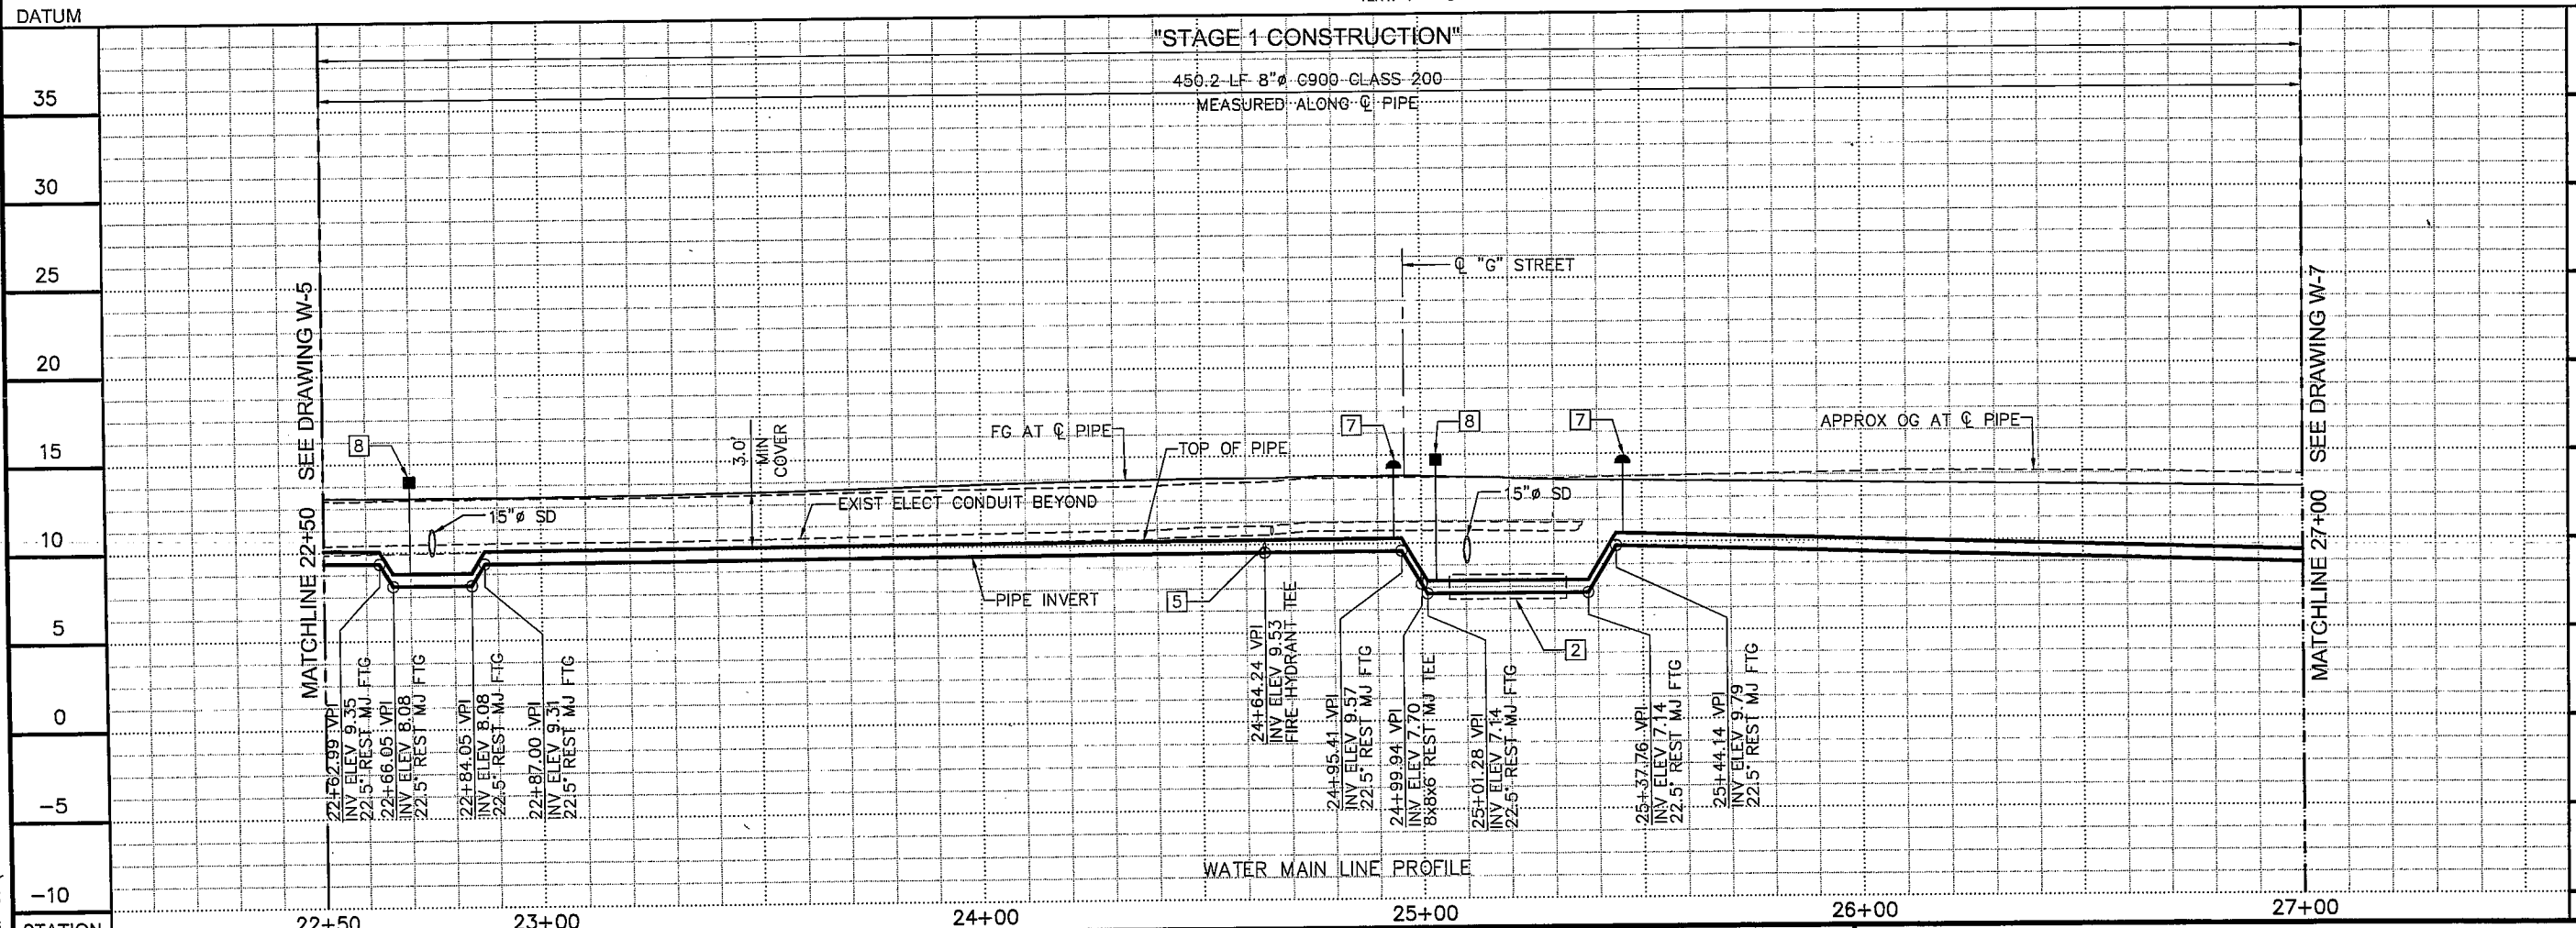 DATUM
"STAGE 1 CONSTRUCTION"
450.2 LF 8"ø C900 CLASS 200
MEASURED ALONG ℄ PIPE
35
30
25
20
15
10
5
0
-5
-10
MATCHLINE 22+50 SEE DRAWING W-5
8
15"ø SD
3.0'
MIN
COVER
EXIST ELECT CONDUIT BEYOND
FG AT ℄ PIPE
TOP OF PIPE
PIPE INVERT
5
7
℄ "G" STREET
8
15"ø SD
7
2
APPROX OG AT ℄ PIPE
MATCHLINE 27+00 SEE DRAWING W-7
22+62.99 VPI
INV ELEV 9.35
22.5° REST MJ FTG
22+66.05 VPI
INV ELEV 8.08
22.5° REST MJ FTG
22+84.05 VPI
INV ELEV 8.08
22.5° REST MJ FTG
22+87.00 VPI
INV ELEV 9.31
22.5° REST MJ FTG
24+64.24 VPI
INV ELEV 9.53
FIRE HYDRANT TEE
24+95.41 VPI
INV ELEV 9.57
22.5° REST MJ FTG
24+99.94 VPI
INV ELEV 7.70
8x8x6 REST MJ TEE
25+01.28 VPI
INV ELEV 7.14
22.5° REST MJ FTG
25+37.76 VPI
INV ELEV 7.14
22.5° REST MJ FTG
25+44.14 VPI
INV ELEV 9.79
22.5° REST MJ FTG
WATER MAIN LINE PROFILE
STATION
22+50
23+00
24+00
25+00
26+00
27+00